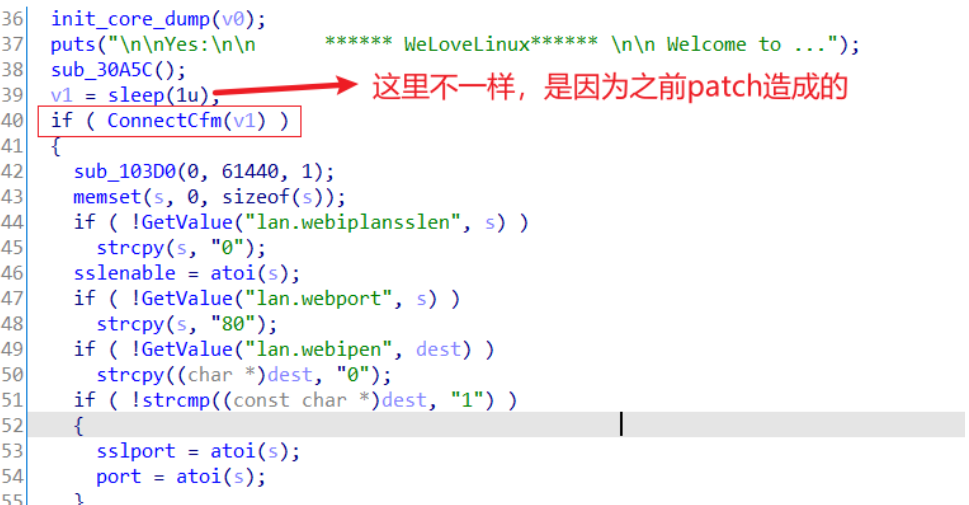 36 init_core_dump(v0);
37 puts("\n\nYes:\n\n      ****** WeLoveLinux****** \n\n Welcome to ...");
38 sub_30A5C();
39 v1 = sleep(1u); 这里不一样，是因为之前patch造成的
40 if ( ConnectCfm(v1) )
41 {
42   sub_103D0(0, 61440, 1);
43   memset(s, 0, sizeof(s));
44   if ( !GetValue("lan.webiplansslen", s) )
45     strcpy(s, "0");
46   sslenable = atoi(s);
47   if ( !GetValue("lan.webport", s) )
48     strcpy(s, "80");
49   if ( !GetValue("lan.webipen", dest) )
50     strcpy((char *)dest, "0");
51   if ( !strcmp((const char *)dest, "1") )
52   {
53     sslport = atoi(s);
54     port = atoi(s);
55   }